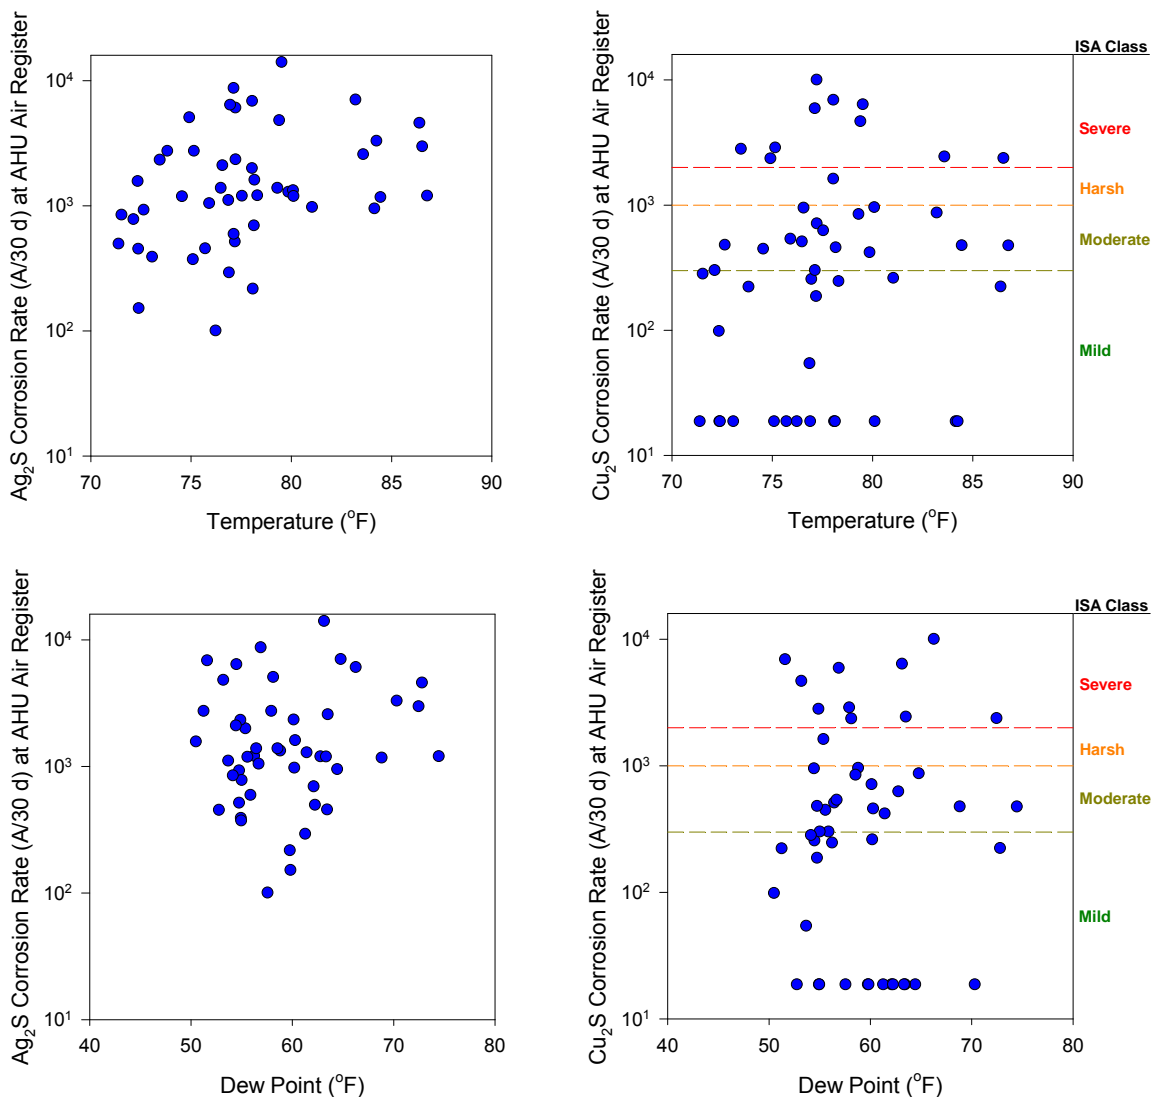 Ag2S Corrosion Rate (A/30 d) at AHU Air Register
10^4
10^3
10^2
10^1
70 75 80 85 90
Temperature (oF)
Cu2S Corrosion Rate (A/30 d) at AHU Air Register
10^4
10^3
10^2
10^1
70 75 80 85 90
Temperature (oF)
ISA Class
Severe
Harsh
Moderate
Mild
Ag2S Corrosion Rate (A/30 d) at AHU Air Register
10^4
10^3
10^2
10^1
40 50 60 70 80
Dew Point (oF)
Cu2S Corrosion Rate (A/30 d) at AHU Air Register
10^4
10^3
10^2
10^1
40 50 60 70 80
Dew Point (oF)
ISA Class
Severe
Harsh
Moderate
Mild